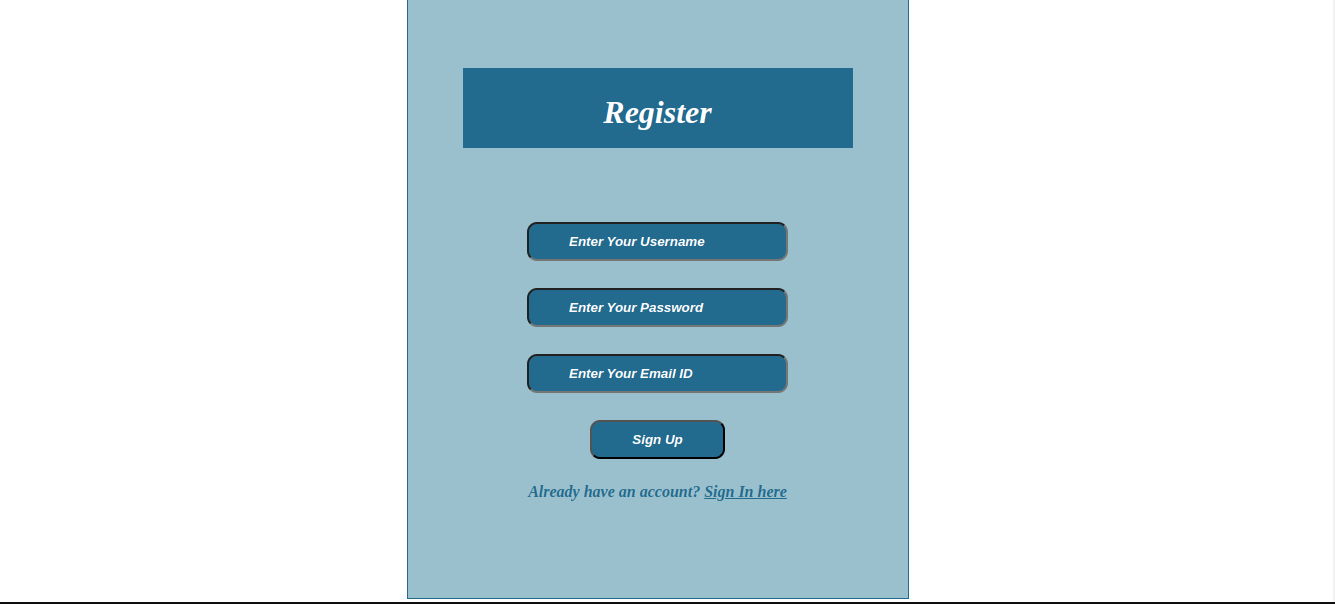 Register
Enter Your Username
Enter Your Password
Enter Your Email ID
Sign Up
Already have an account? Sign In here